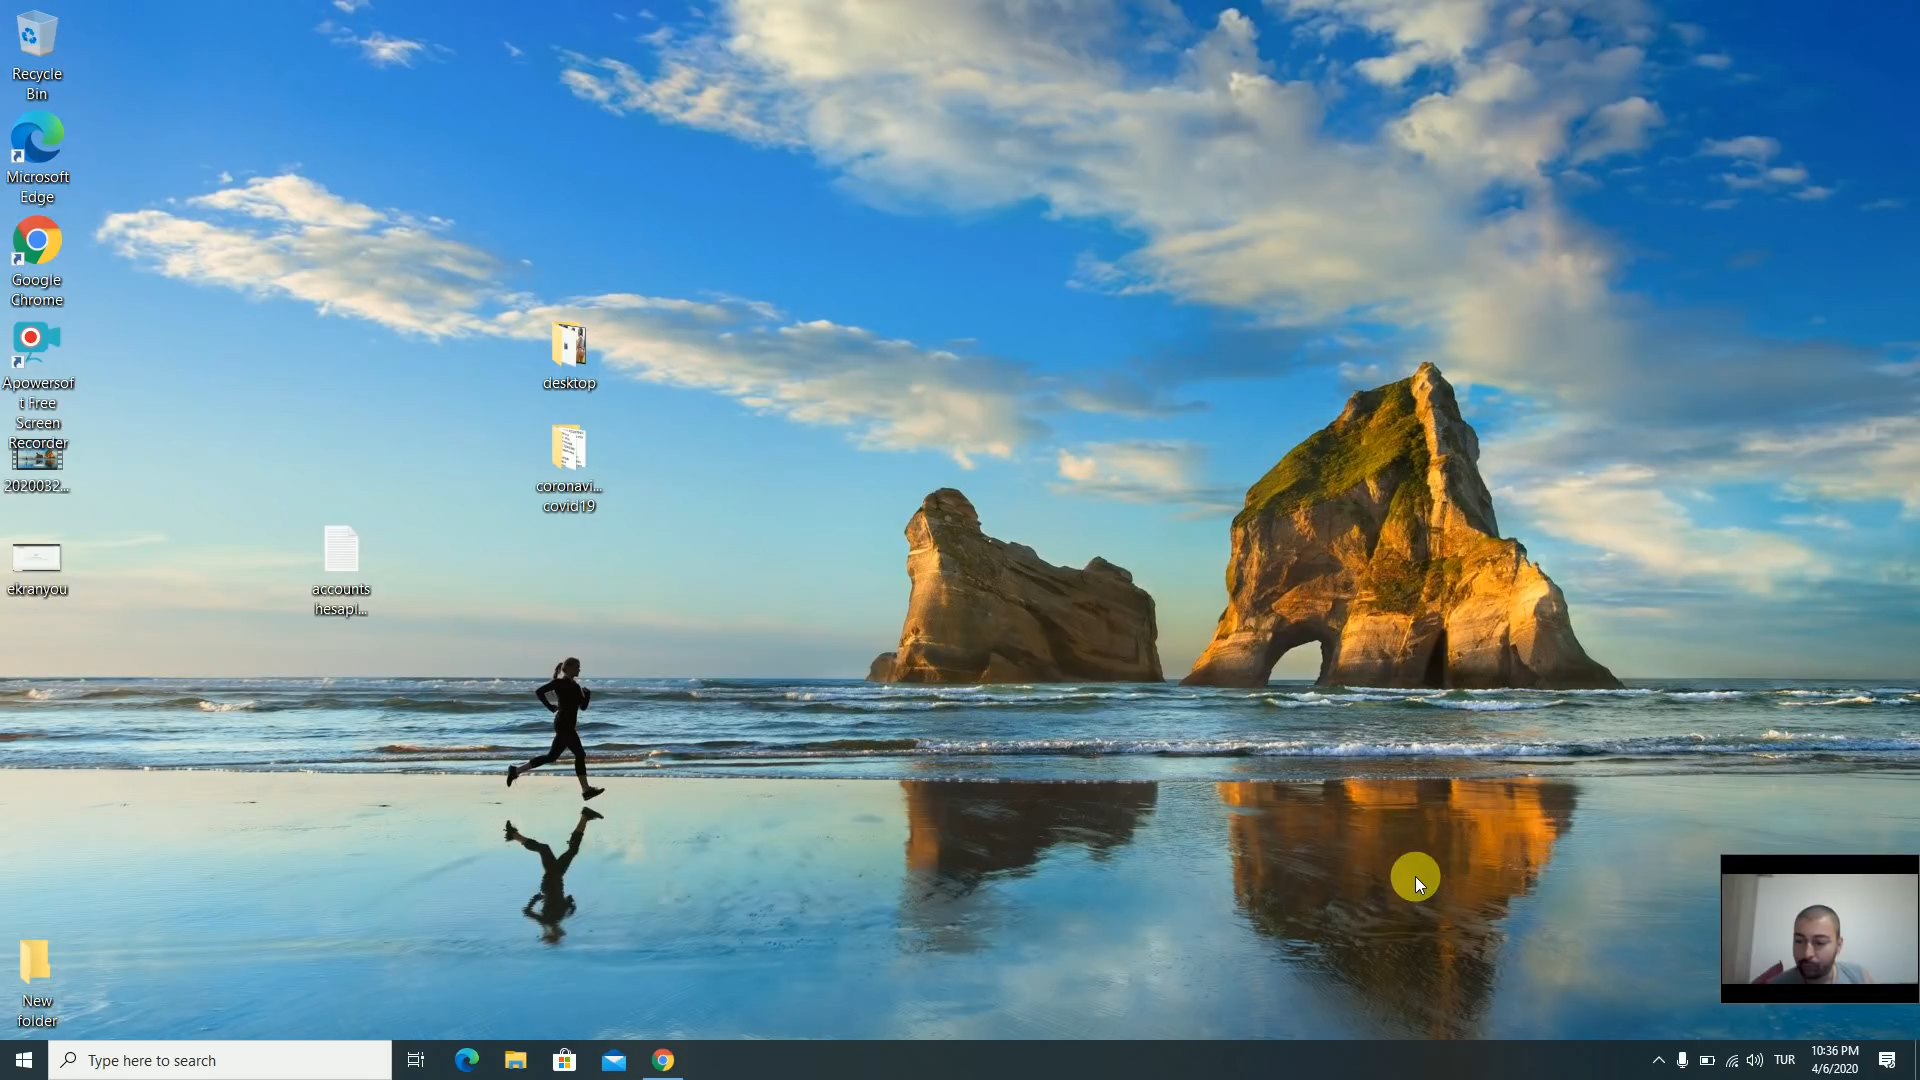 Recycle
Bin
Microsoft
Edge
Google
Chrome
Apowersof
t Free
Screen
Recorder
2020032...
ekranyou
accounts
hesapl...
desktop
coronavi...
covid19
New
folder
Type here to search
TUR
10:36 PM
4/6/2020